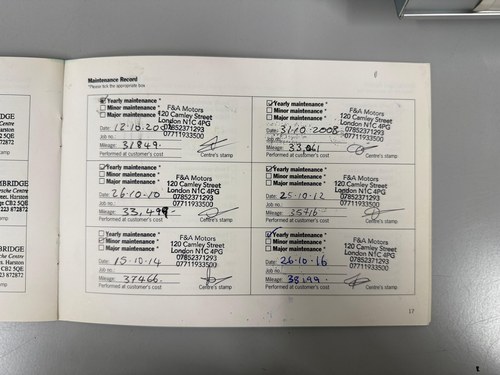 Maintenance Record
*Please tick the appropriate box
Yearly maintenance *
Minor maintenance *
Major maintenance *
F&A Motors
120 Camley Street
London N1C 4PG
07852371293
07711933500
Date:
Job no.:
Mileage: 31849.
Performed at customer's cost
Centre's stamp
Yearly maintenance *
Minor maintenance *
Major maintenance *
F&A Motors
120 Camley Street
London N1C 4PG
07852371293
07711933500
Date: 31-10-2008
Job no.:
Mileage: 33,061
Performed at customer's cost
Centre's stamp
Yearly maintenance *
Minor maintenance *
Major maintenance *
F&A Motors
120 Camley Street
London N1C 4PG
07852371293
07711933500
Date: 26-10-10
Job no.:
Mileage: 33,499
Performed at customer's cost
Centre's stamp
Yearly maintenance *
Minor maintenance *
Major maintenance *
F&A Motors
120 Camley Street
London N1C 4PG
07852371293
07711933500
Date: 25-10-12
Job no.:
Mileage: 35716
Performed at customer's cost
Centre's stamp
Yearly maintenance *
Minor maintenance *
Major maintenance *
F&A Motors
120 Camley Street
London N1C 4PG
07852371293
07711933500
Date: 15.10.14
Job no.:
Mileage: 37466.
Performed at customer's cost
Centre's stamp
Yearly maintenance *
Minor maintenance *
Major maintenance *
F&A Motors
120 Camley Street
London N1C 4PG
07852371293
07711933500
Date: 26.10.16
Job no.:
Mileage: 38199
Performed at customer's cost
Centre's stamp
17